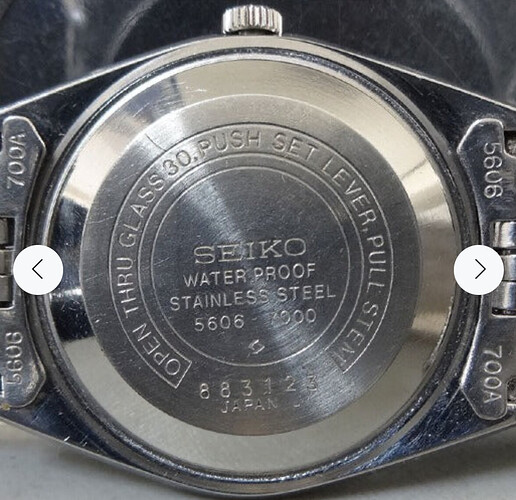 OPEN THRU GLASS 30, PUSH SET LEVER, PULL STEM
SEIKO
WATER PROOF
STAINLESS STEEL
5606 7000
883123
JAPAN
700A
5606
5606
700A